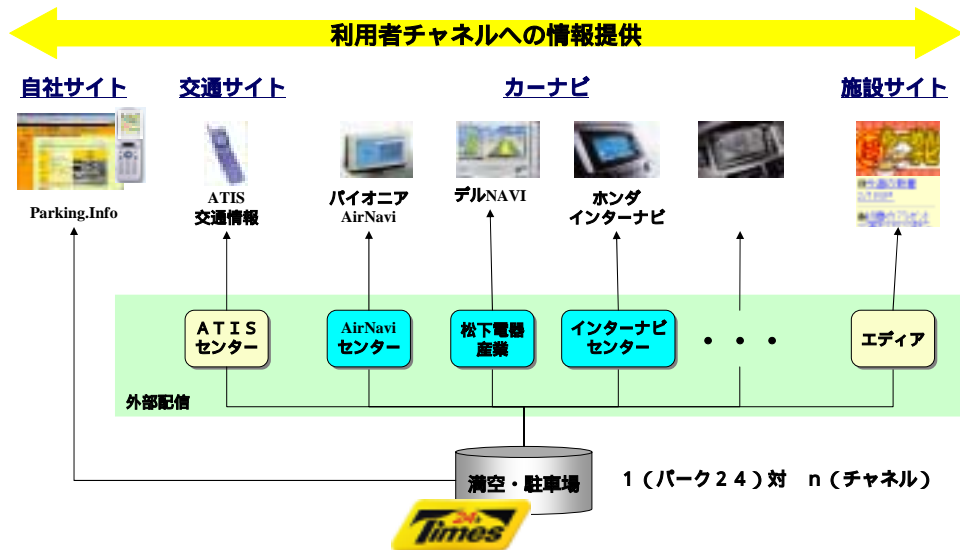 利用者チャネルへの情報提供
自社サイト
交通サイト
カーナビ
施設サイト
Parking.Info
ATIS
交通情報
パイオニア
AirNavi
デルNAVI
ホンダ
インターナビ
ＡＴＩＳ
センター
AirNavi
センター
松下電器
産業
インターナビ
センター
・・・
エディア
外部配信
満空・駐車場
１（パーク２４）対　ｎ（チャネル）
24h
Times